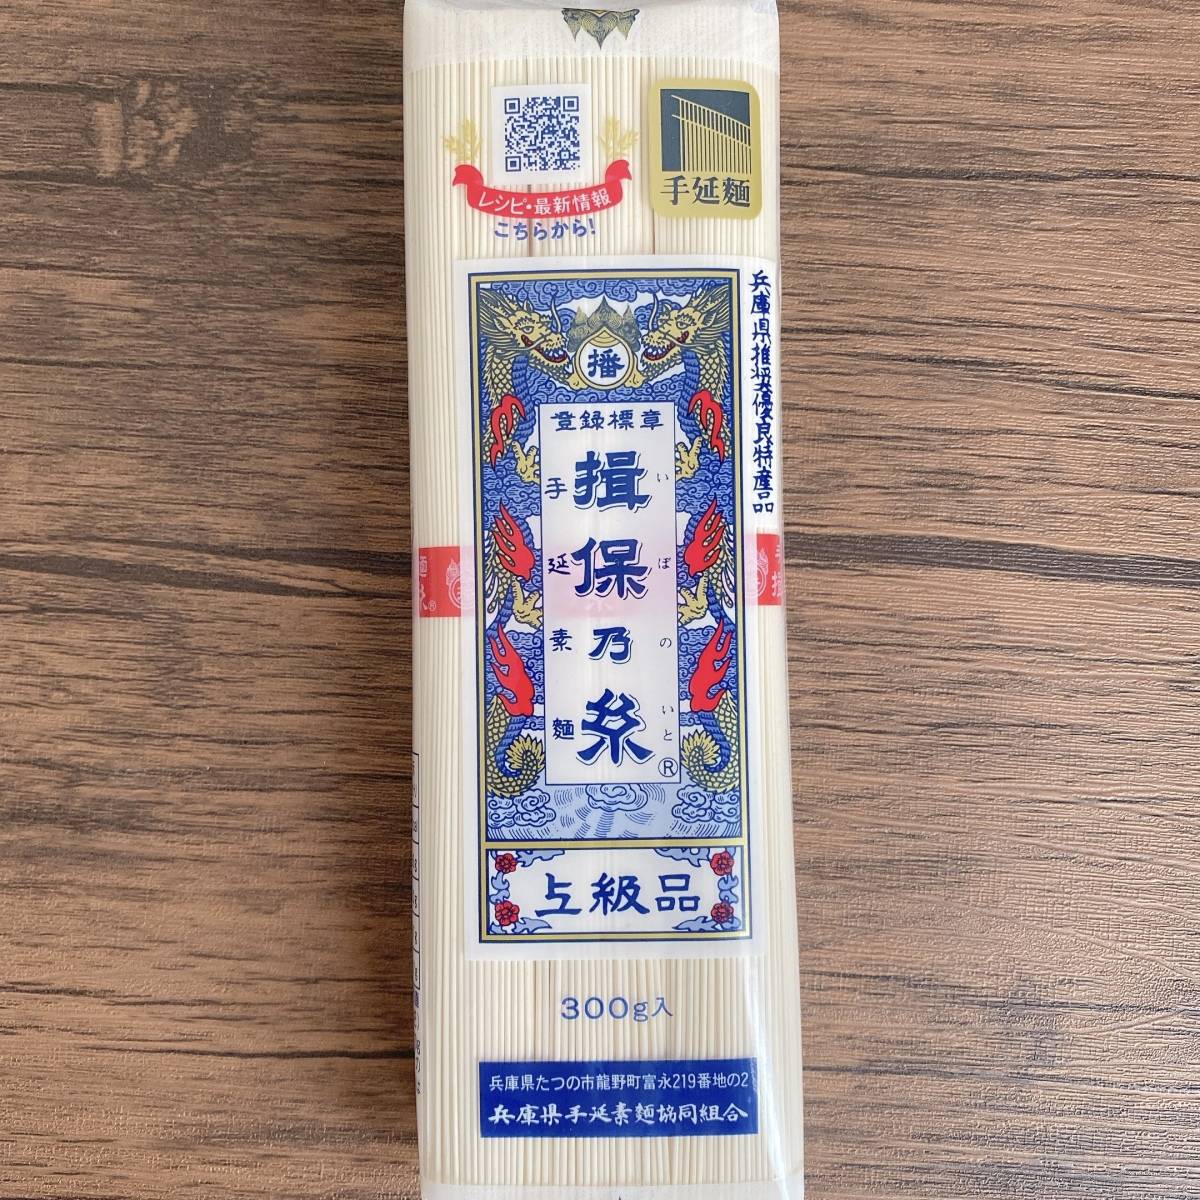 レシピ・最新情報
こちらから!
手延麺
兵庫県推奨優良特産品
播
登録標章
手延素麺
揖保乃糸
いぼのいと
®
上級品
300g入
兵庫県たつの市龍野町富永219番地の2
兵庫県手延素麺協同組合